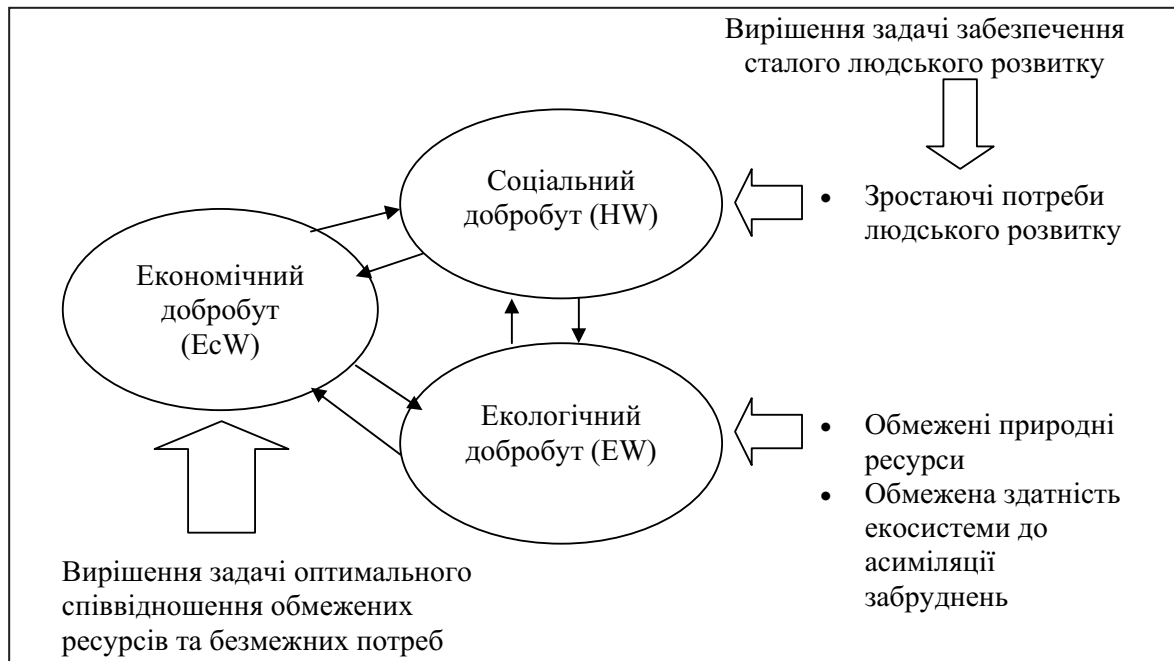 Вирішення задачі забезпечення
сталого людського розвитку
Соціальний
добробут (HW)
• Зростаючі потреби
людського розвитку
Економічний
добробут
(EcW)
Екологічний
добробут (EW)
• Обмежені природні
ресурси
• Обмежена здатність
екосистеми до
асиміляції
забруднень
Вирішення задачі оптимального
співвідношення обмежених
ресурсів та безмежних потреб